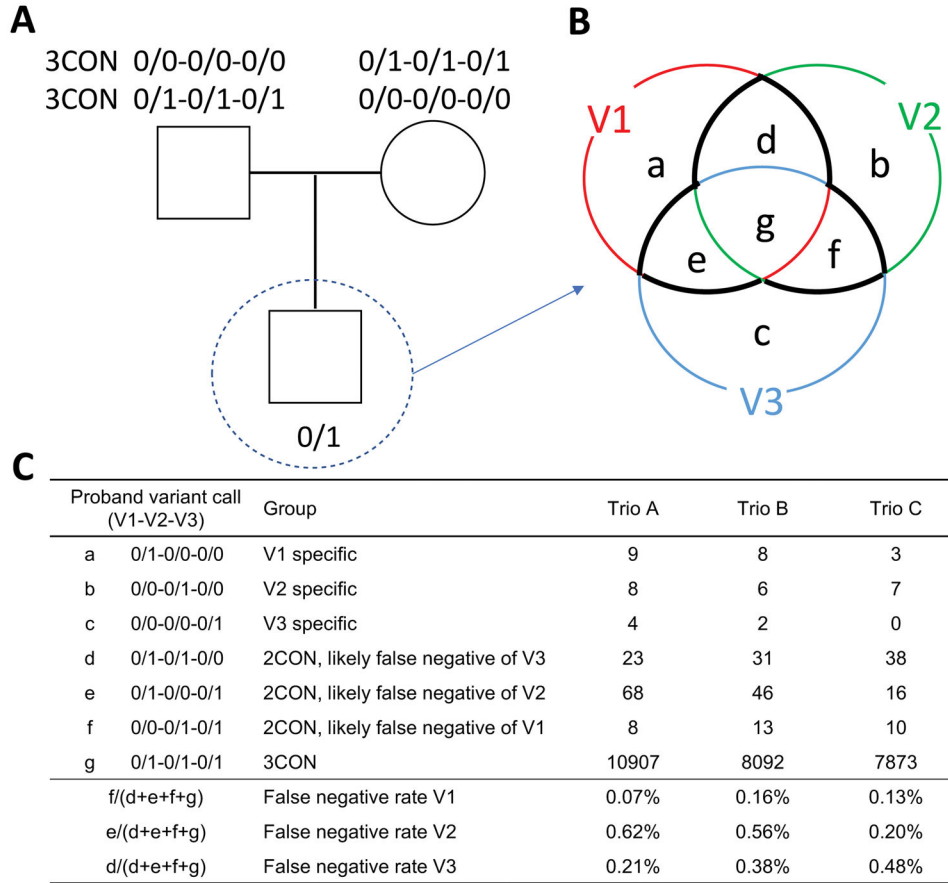 A
3CON 0/0-0/0-0/0 0/1-0/1-0/1
3CON 0/1-0/1-0/1 0/0-0/0-0/0
0/1
B
V1
V2
d
a
b
g
e
f
c
V3
C
Proband variant call (V1-V2-V3) Group Trio A Trio B Trio C
a 0/1-0/0-0/0 V1 specific 9 8 3
b 0/0-0/1-0/0 V2 specific 8 6 7
c 0/0-0/0-0/1 V3 specific 4 2 0
d 0/1-0/1-0/0 2CON, likely false negative of V3 23 31 38
e 0/1-0/0-0/1 2CON, likely false negative of V2 68 46 16
f 0/0-0/1-0/1 2CON, likely false negative of V1 8 13 10
g 0/1-0/1-0/1 3CON 10907 8092 7873
f/(d+e+f+g) False negative rate V1 0.07% 0.16% 0.13%
e/(d+e+f+g) False negative rate V2 0.62% 0.56% 0.20%
d/(d+e+f+g) False negative rate V3 0.21% 0.38% 0.48%